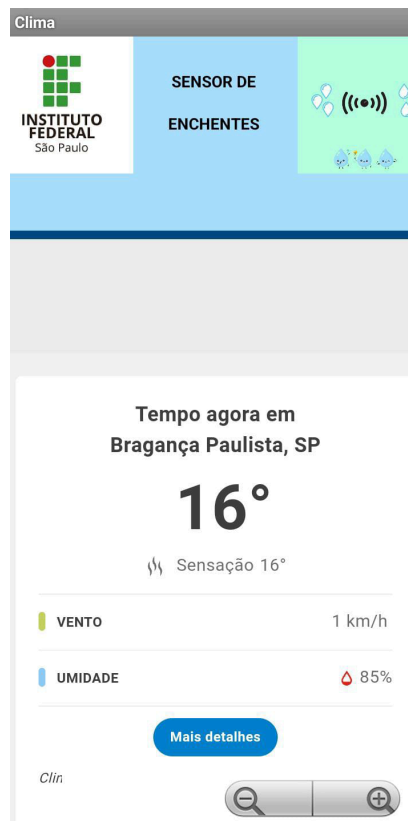 Clima
INSTITUTO
FEDERAL
São Paulo
SENSOR DE
ENCHENTES
Tempo agora em
Bragança Paulista, SP
16°
Sensação 16°
VENTO 1 km/h
UMIDADE 85%
Mais detalhes